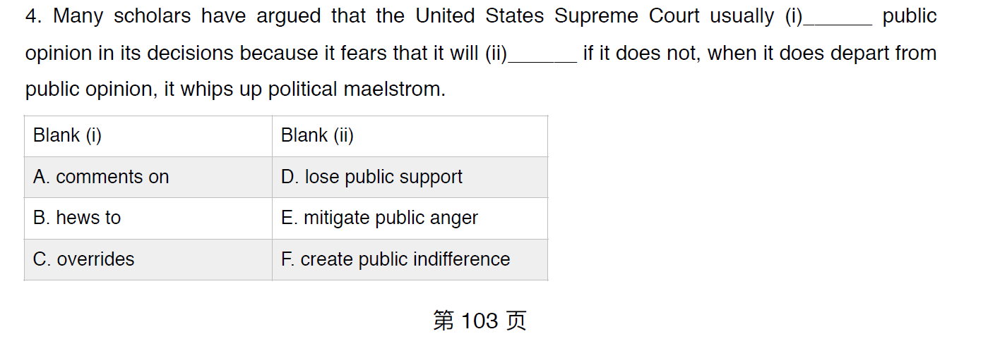 4. Many scholars have argued that the United States Supreme Court usually (i)______ public
opinion in its decisions because it fears that it will (ii)______ if it does not, when it does depart from
public opinion, it whips up political maelstrom.
Blank (i) Blank (ii)
A. comments on D. lose public support
B. hews to E. mitigate public anger
C. overrides F. create public indifference
第 103 页